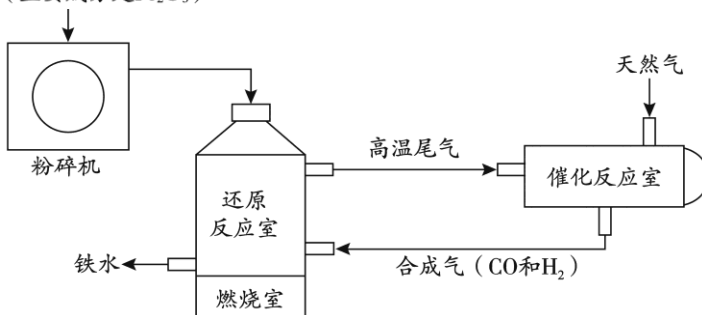 粉碎机
天然气
高温尾气
催化反应室
还原
反应室
铁水
合成气（CO和H₂）
燃烧室